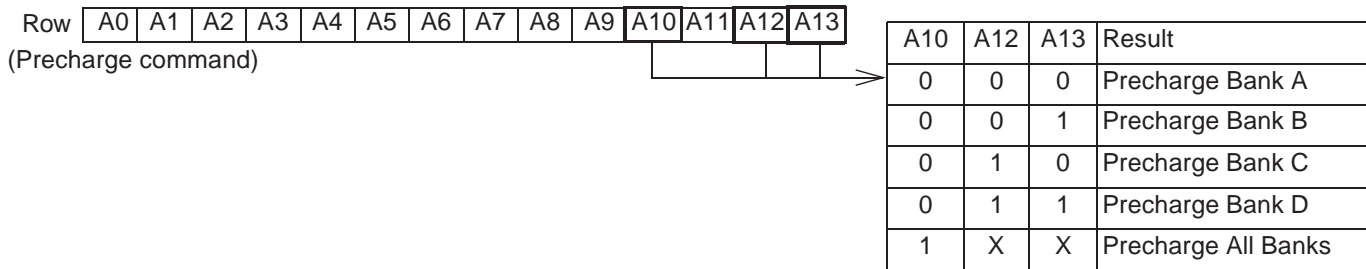 Row A0 A1 A2 A3 A4 A5 A6 A7 A8 A9 A10 A11 A12 A13
(Precharge command)
A10 A12 A13 Result
0 0 0 Precharge Bank A
0 0 1 Precharge Bank B
0 1 0 Precharge Bank C
0 1 1 Precharge Bank D
1 X X Precharge All Banks